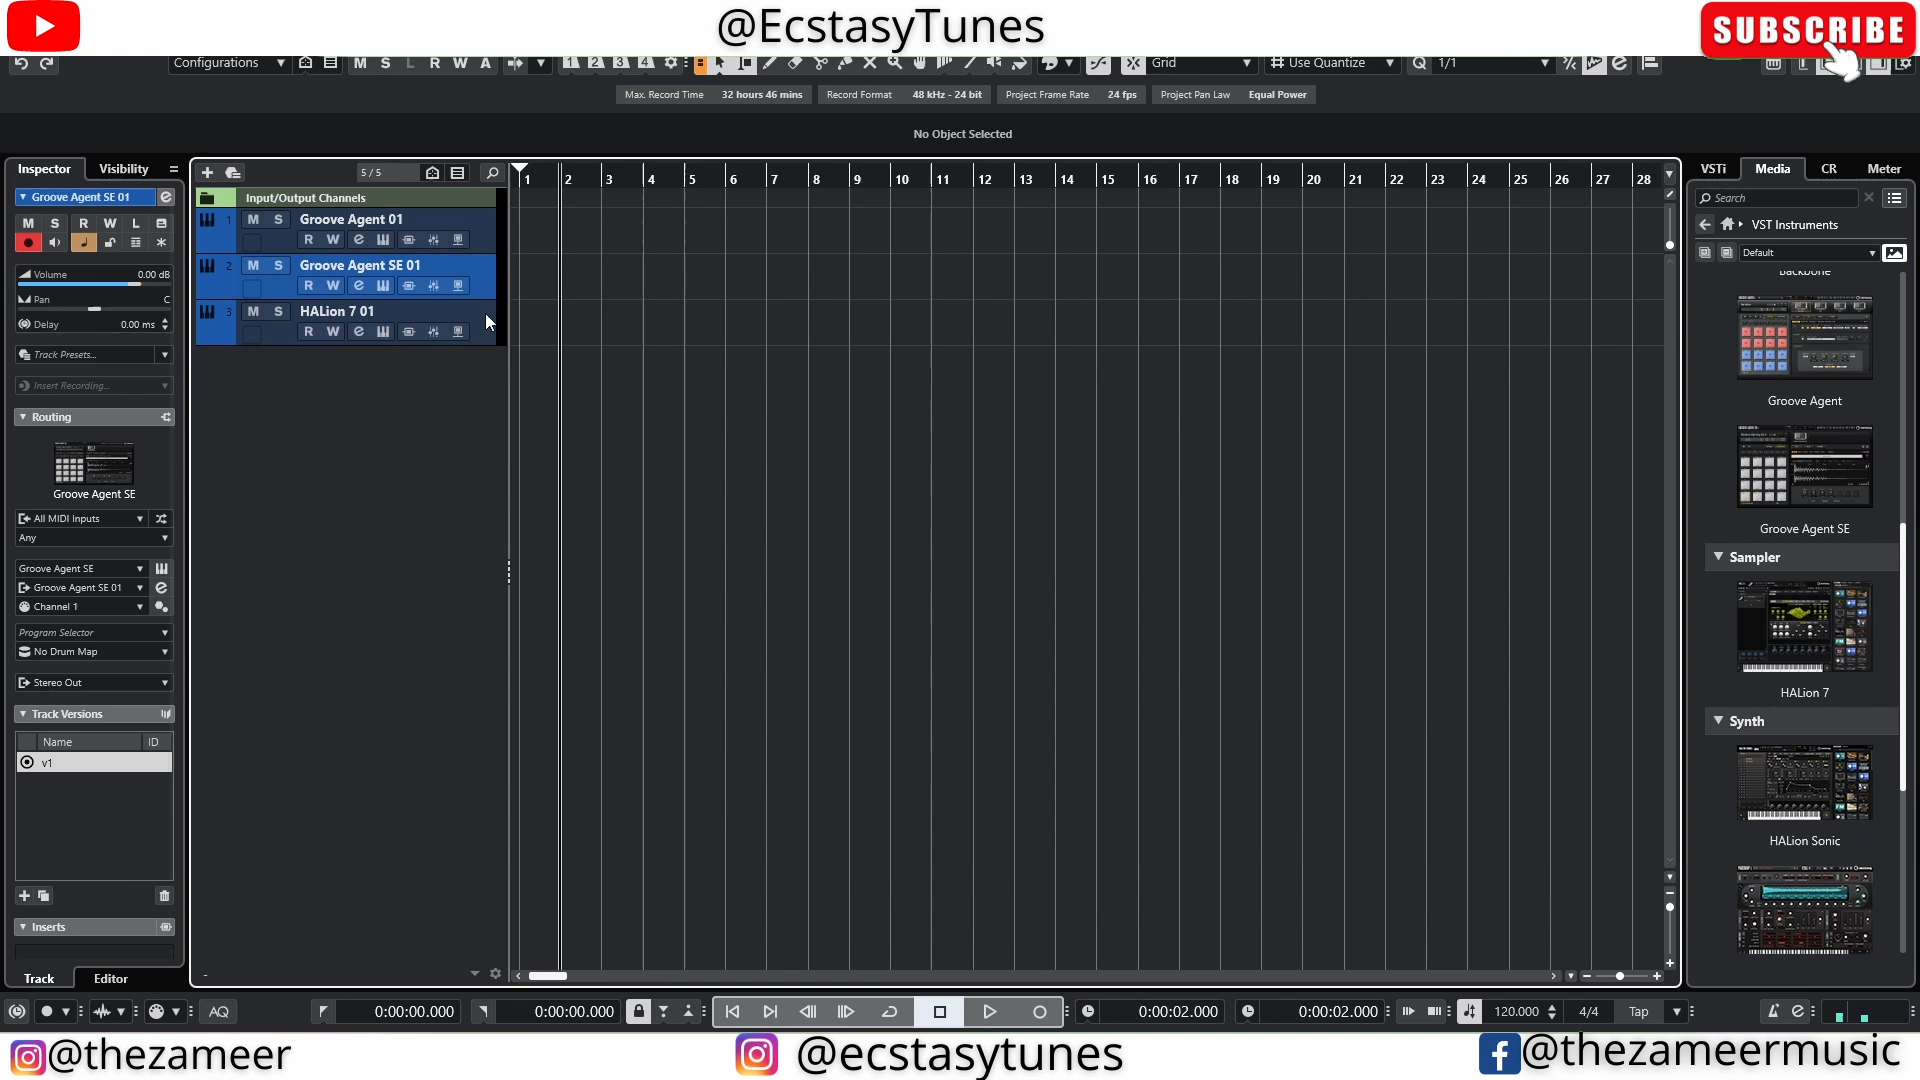 @EcstasyTunes
SUBSCRIBE
Configurations M S L R W A 1 2 3 4 Grid Use Quantize Q 1/1
Max. Record Time 32 hours 46 mins Record Format 48 kHz - 24 bit Project Frame Rate 24 fps Project Pan Law Equal Power
No Object Selected
Inspector Visibility
5 / 5
1 2 3 4 5 6 7 8 9 10 11 12 13 14 15 16 17 18 19 20 21 22 23 24 25 26 27 28
VSTi Media CR Meter
Groove Agent SE 01
M S R W L
Volume 0.00 dB
Pan C
Delay 0.00 ms
Track Presets...
Insert Recording...
Routing
Groove Agent SE
All MIDI Inputs
Any
Groove Agent SE
Groove Agent SE 01
Channel 1
Program Selector
No Drum Map
Stereo Out
Track Versions
Name ID
v1
Inserts
Track Editor
Input/Output Channels
1 M S Groove Agent 01
R W
2 M S Groove Agent SE 01
R W
3 M S HALion 7 01
R W
Search
VST Instruments
Default
Backbone
Groove Agent
Groove Agent SE
Sampler
HALion 7
Synth
HALion Sonic
AQ 0:00:00.000 0:00:00.000 0:00:02.000 0:00:02.000 120.000 4/4 Tap
@thezameer
@ecstasytunes
@thezameermusic